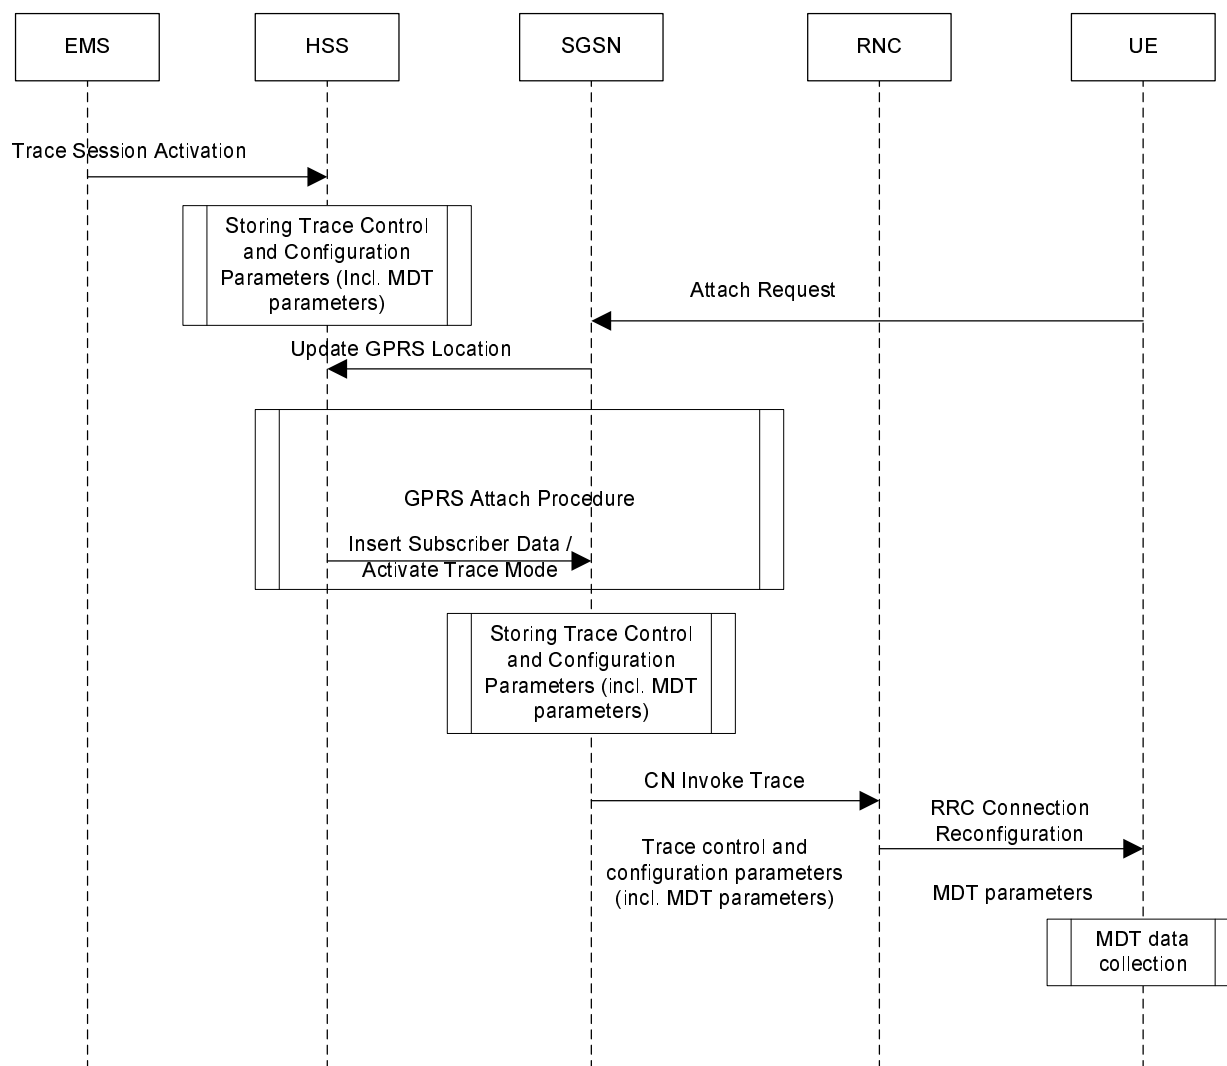 EMS
HSS
SGSN
RNC
UE
Trace Session Activation
Storing Trace Control
and Configuration
Parameters (Incl. MDT
parameters)
Attach Request
Update GPRS Location
GPRS Attach Procedure
Insert Subscriber Data /
Activate Trace Mode
Storing Trace Control
and Configuration
Parameters (incl. MDT
parameters)
CN Invoke Trace
Trace control and
configuration parameters
(incl. MDT parameters)
RRC Connection
Reconfiguration
MDT parameters
MDT data
collection